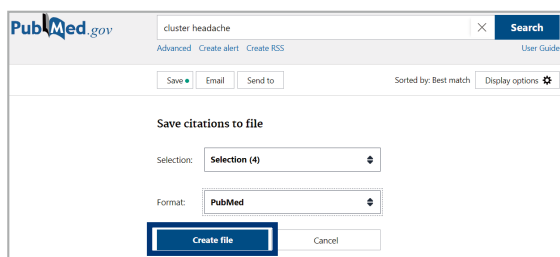 PubMed.gov
cluster headache
Search
Advanced Create alert Create RSS
User Guide
Save Email Send to
Sorted by: Best match Display options
Save citations to file
Selection: Selection (4)
Format: PubMed
Create file Cancel